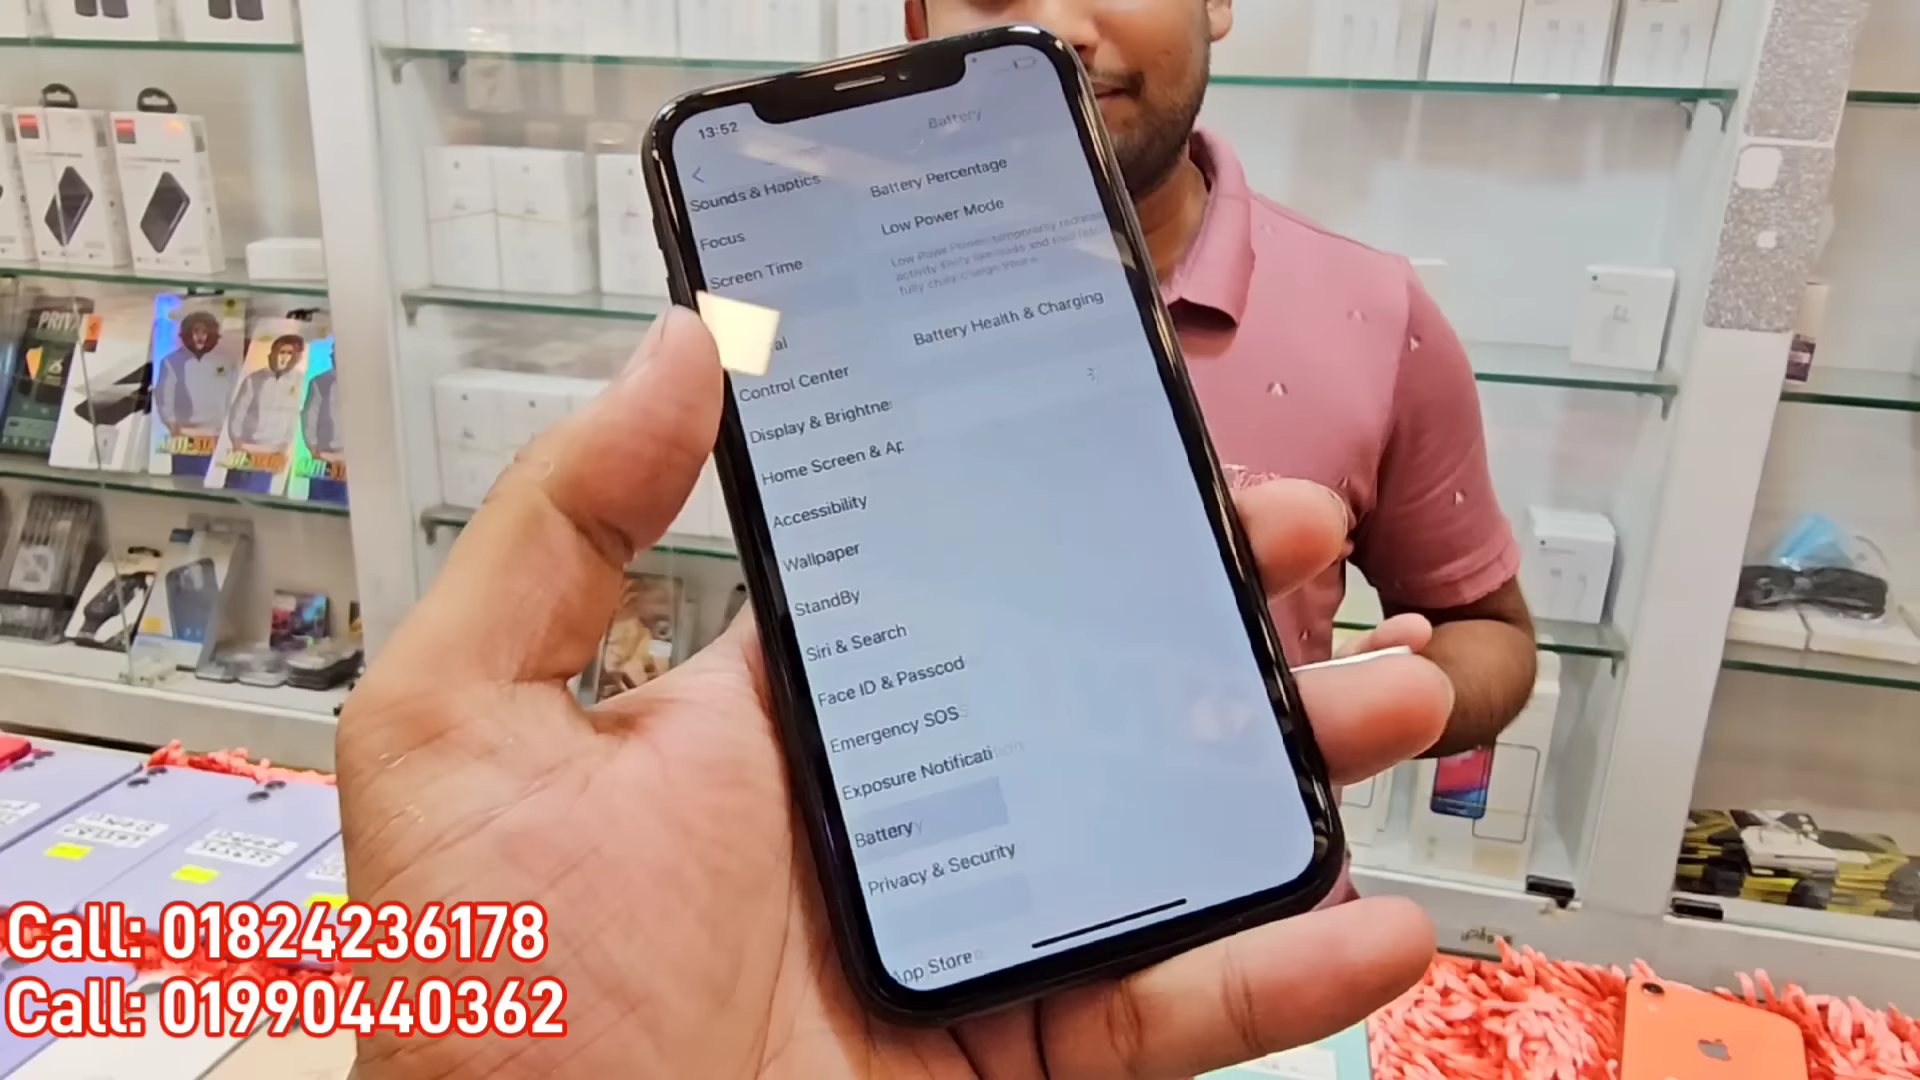 13:52
Battery
Sounds & Haptics
Battery Percentage
Focus
Low Power Mode
Screen Time
Battery Health & Charging
Control Center
Display & Brightne
Home Screen & Ap
Accessibility
Wallpaper
StandBy
Siri & Search
Face ID & Passcod
Emergency SOS
Exposure Notificati
Battery
Privacy & Security
App Store
Call: 01824236178
Call: 01990440362